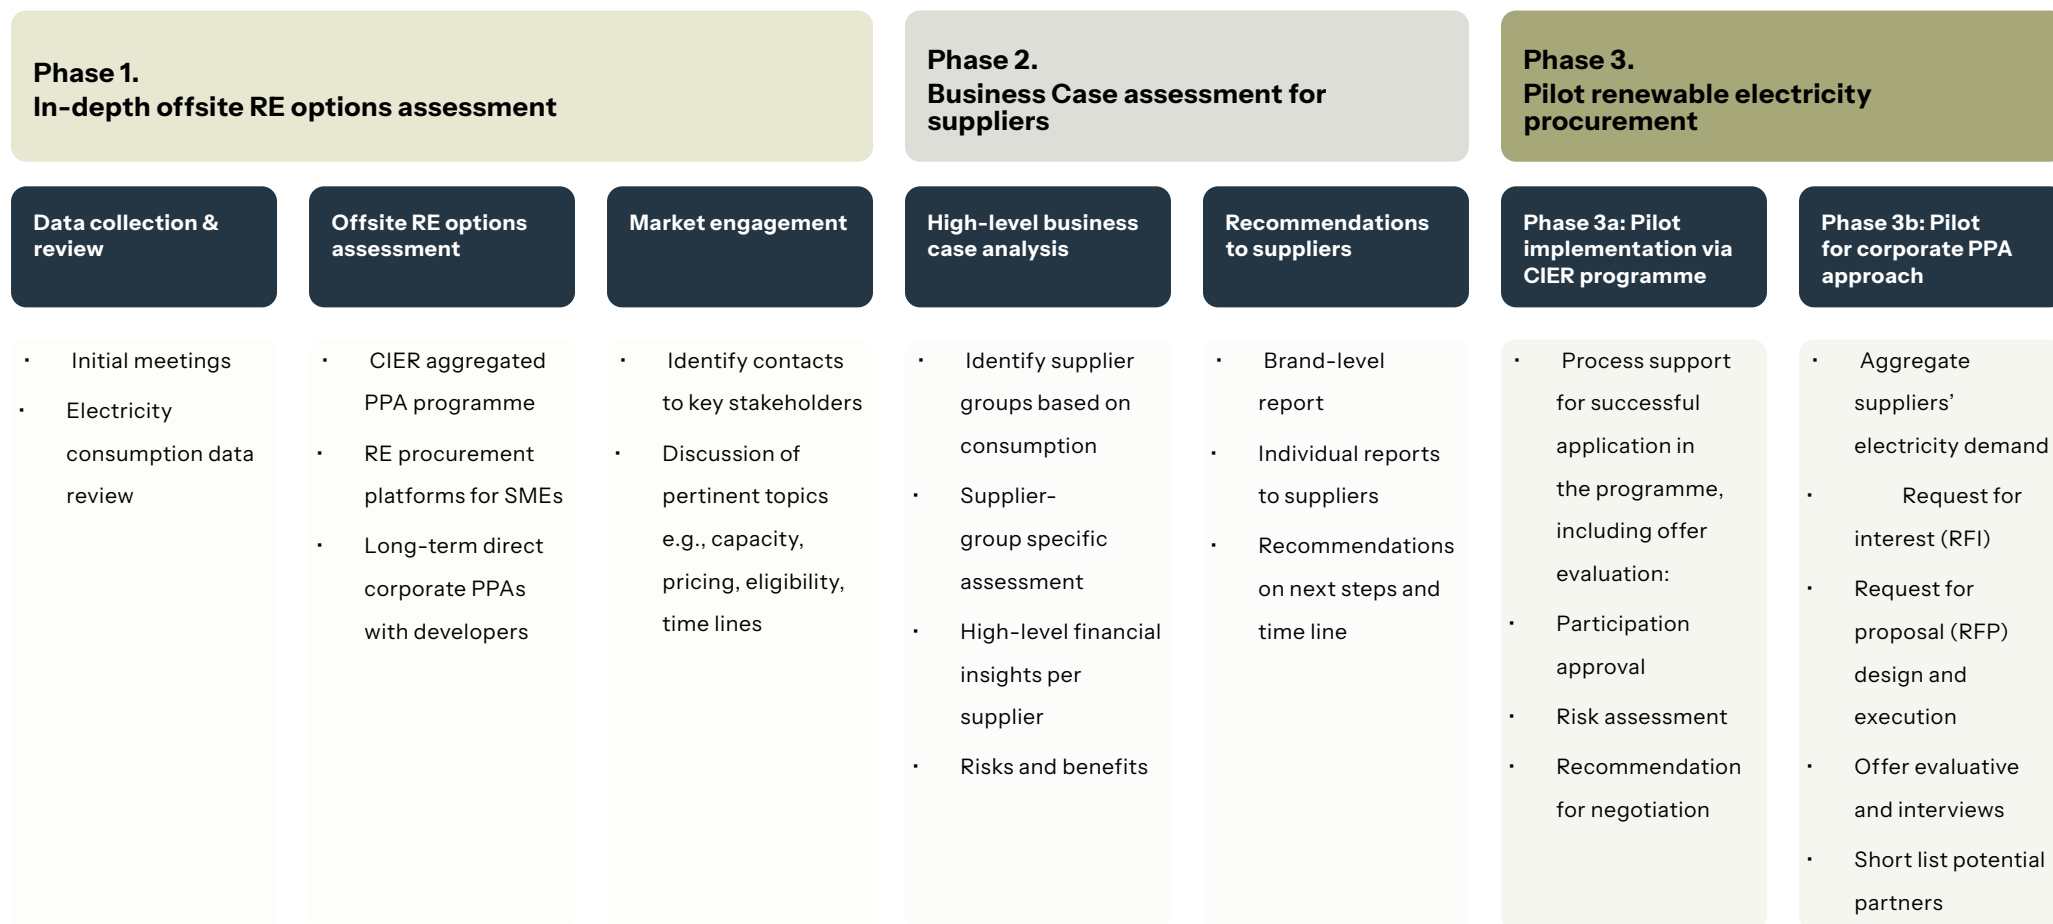 Phase 1.
In-depth offsite RE options assessment
Phase 2.
Business Case assessment for
suppliers
Phase 3.
Pilot renewable electricity
procurement
Data collection &
review
Offsite RE options
assessment
Market engagement
High-level business
case analysis
Recommendations
to suppliers
Phase 3a: Pilot
implementation via
CIER programme
Phase 3b: Pilot
for corporate PPA
approach
· Initial meetings
· Electricity
consumption data
review
· CIER aggregated
PPA programme
· RE procurement
platforms for SMEs
· Long-term direct
corporate PPAs
with developers
· Identify contacts
to key stakeholders
· Discussion of
pertinent topics
e.g., capacity,
pricing, eligibility,
time lines
· Identify supplier
groups based on
consumption
· Supplier-
group specific
assessment
· High-level financial
insights per
supplier
· Risks and benefits
· Brand-level
report
· Individual reports
to suppliers
· Recommendations
on next steps and
time line
· Process support
for successful
application in
the programme,
including offer
evaluation:
· Participation
approval
· Risk assessment
· Recommendation
for negotiation
· Aggregate
suppliers’
electricity demand
· Request for
interest (RFI)
· Request for
proposal (RFP)
design and
execution
· Offer evaluative
and interviews
· Short list potential
partners